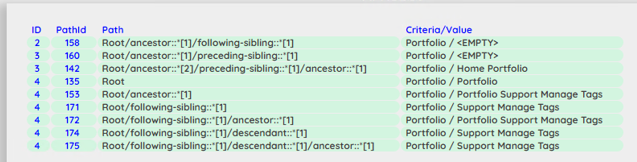 ID PathId Path Criteria/Value
2 158 Root/ancestor::*[1]/following-sibling::*[1] Portfolio / <EMPTY>
3 160 Root/ancestor::*[1]/preceding-sibling::*[1] Portfolio / <EMPTY>
3 142 Root/ancestor::*[2]/preceding-sibling::*[1]/ancestor::*[1] Portfolio / Home Portfolio
4 135 Root Portfolio / Portfolio
4 153 Root/ancestor::*[1] Portfolio / Portfolio Support Manage Tags
4 171 Root/following-sibling::*[1] Portfolio / Support Manage Tags
4 172 Root/following-sibling::*[1]/ancestor::*[1] Portfolio / Portfolio Support Manage Tags
4 174 Root/following-sibling::*[1]/descendant::*[1] Portfolio / Support Manage Tags
4 175 Root/following-sibling::*[1]/descendant::*[1]/ancestor::*[1] Portfolio / Support Manage Tags